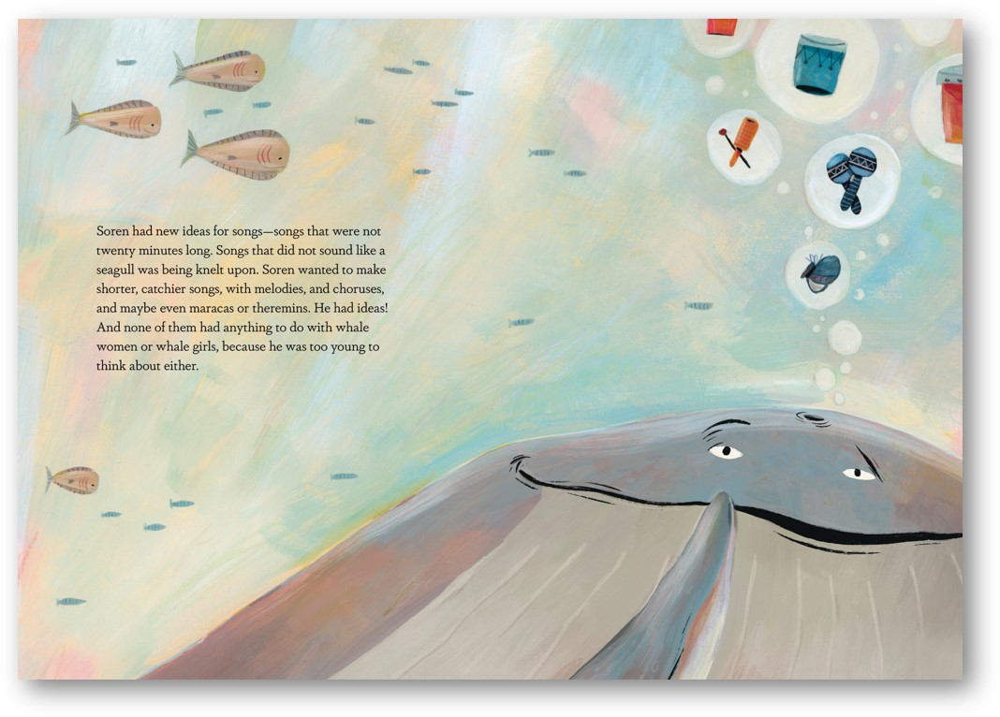 Soren had new ideas for songs—songs that were not
twenty minutes long. Songs that did not sound like a
seagull was being knelt upon. Soren wanted to make
shorter, catchier songs, with melodies, and choruses,
and maybe even maracas or theremins. He had ideas!
And none of them had anything to do with whale
women or whale girls, because he was too young to
think about either.